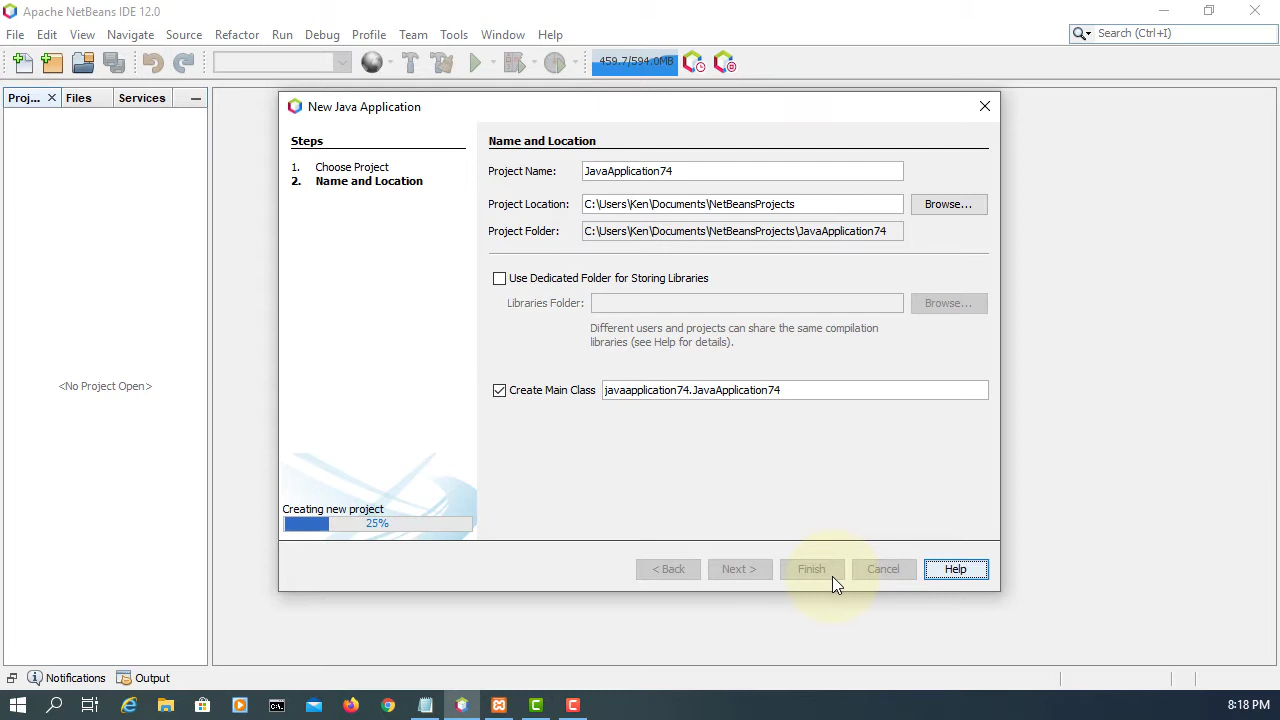 Apache NetBeans IDE 12.0
File Edit View Navigate Source Refactor Run Debug Profile Team Tools Window Help
Search (Ctrl+I)
459.7/594.0MB
Proj... Files Services
<No Project Open>
New Java Application
Steps
1. Choose Project
2. Name and Location
Name and Location
Project Name: JavaApplication74
Project Location: C:\Users\Ken\Documents\NetBeansProjects Browse...
Project Folder: C:\Users\Ken\Documents\NetBeansProjects\JavaApplication74
Use Dedicated Folder for Storing Libraries
Libraries Folder: Browse...
Different users and projects can share the same compilation
libraries (see Help for details).
Create Main Class javaapplication74.JavaApplication74
Creating new project
25%
< Back Next > Finish Cancel Help
Notifications Output
8:18 PM